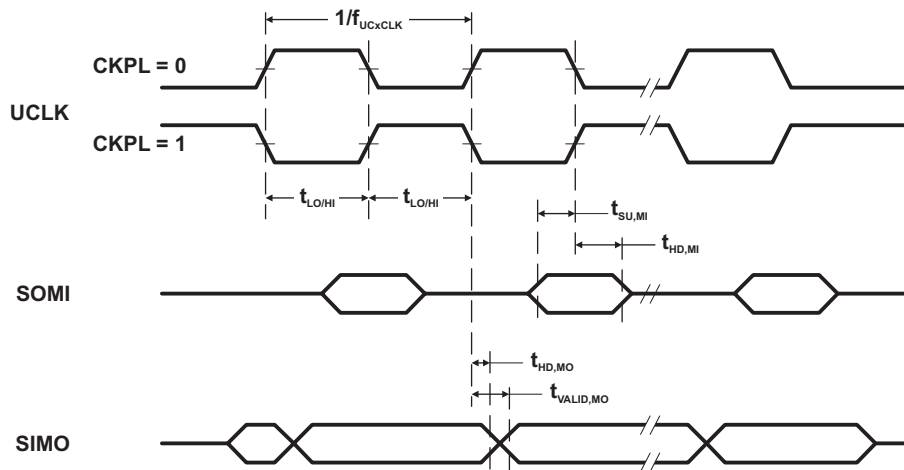 1/fUCxCLK
CKPL = 0
UCLK
CKPL = 1
tLO/HI tLO/HI
tSU,MI
tHD,MI
SOMI
tHD,MO
tVALID,MO
SIMO